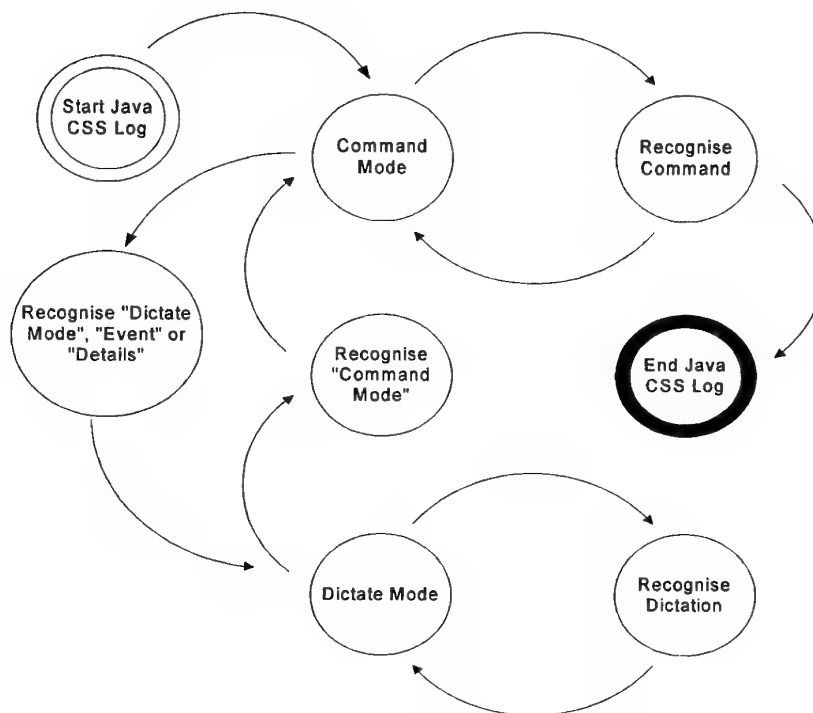 Start Java
CSS Log
Command
Mode
Recognise
Command
Recognise "Dictate
Mode", "Event" or
"Details"
Recognise
"Command
Mode"
End Java
CSS Log
Dictate Mode
Recognise
Dictation